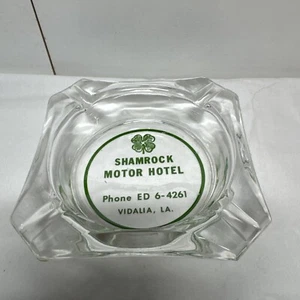 SHAMROCK
MOTOR HOTEL
Phone ED 6-4261
VIDALIA, LA.